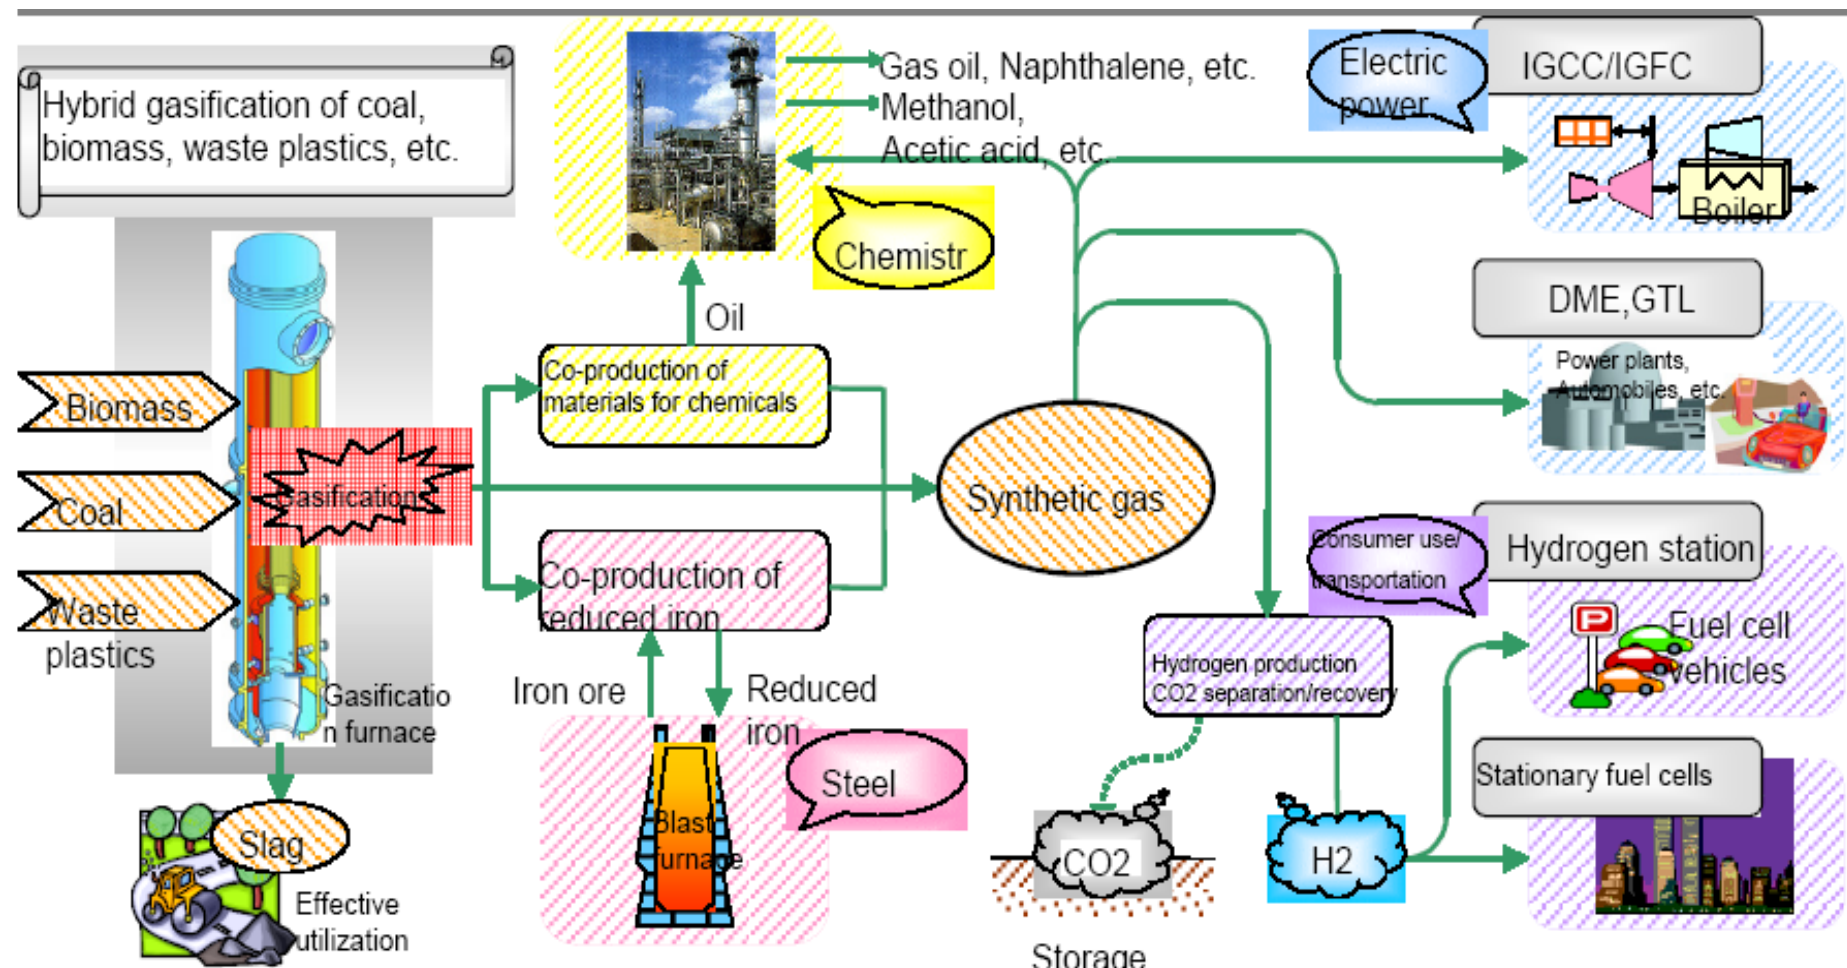 Hybrid gasification of coal,
biomass, waste plastics, etc.
Biomass
Coal
Waste
plastics
Gasification
Gasificatio
n furnace
Slag
Effective
utilization
Gas oil, Naphthalene, etc.
Methanol,
Acetic acid, etc.
Chemistr
Oil
Co-production of
materials for chemicals
Co-production of
reduced iron
Iron ore
Reduced
iron
Steel
Blast
furnace
Synthetic gas
Electric
power
IGCC/IGFC
Boiler
DME,GTL
Power plants,
Automobiles, etc.
Consumer use/
transportation
Hydrogen station
P
Fuel cell
vehicles
Hydrogen production
CO2 separation/recovery
Stationary fuel cells
CO2
H2
Storage